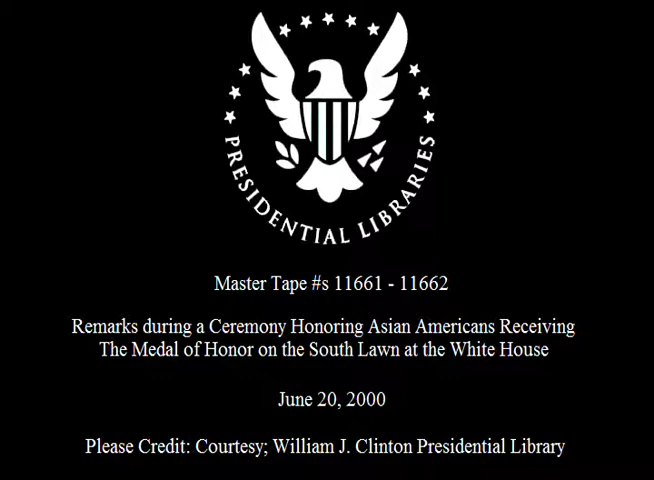 PRESIDENTIAL LIBRARIES
Master Tape #s 11661 - 11662
Remarks during a Ceremony Honoring Asian Americans Receiving
The Medal of Honor on the South Lawn at the White House
June 20, 2000
Please Credit: Courtesy; William J. Clinton Presidential Library